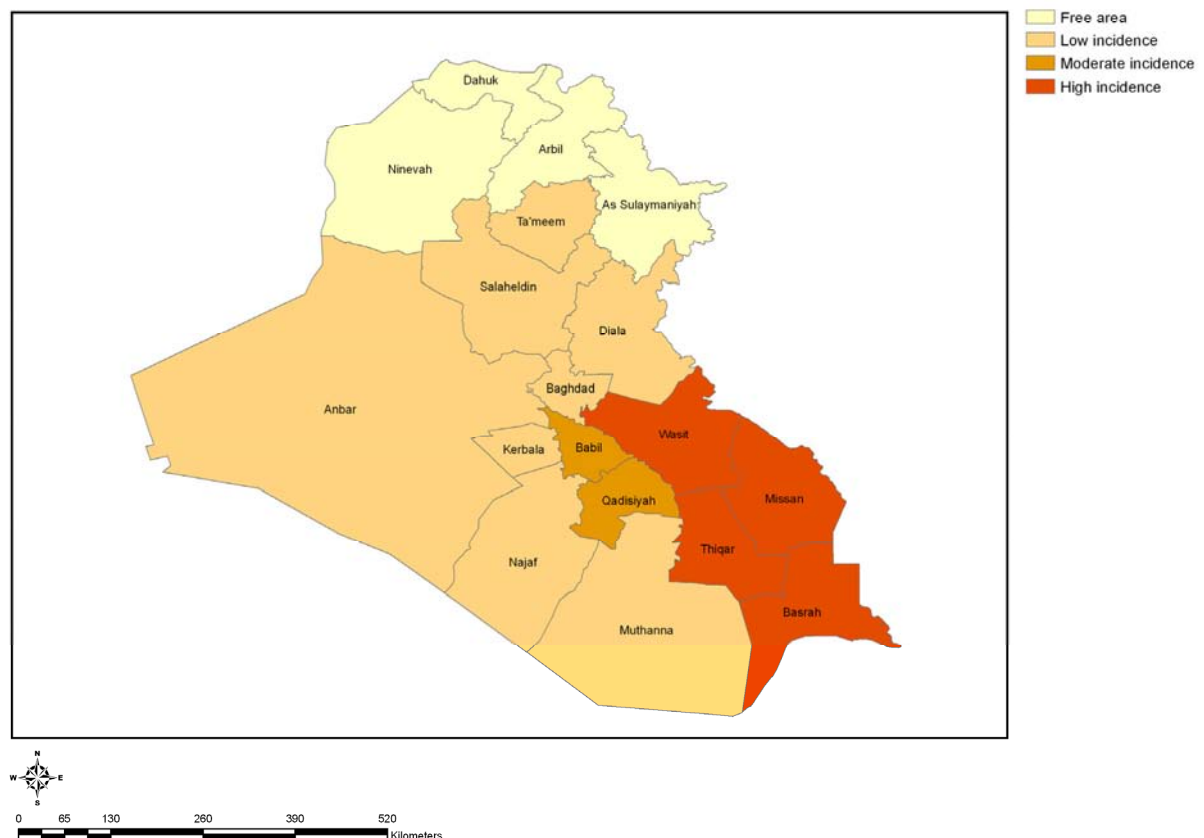 Free area
Low incidence
Moderate incidence
High incidence
Dahuk
Arbil
Ninevah
As Sulaymaniyah
Ta'meem
Salaheldin
Diala
Baghdad
Anbar
Wasit
Kerbala
Babil
Missan
Qadisiyah
Thiqar
Najaf
Basrah
Muthanna
N
W E
S
0 65 130 260 390 520
Kilometers